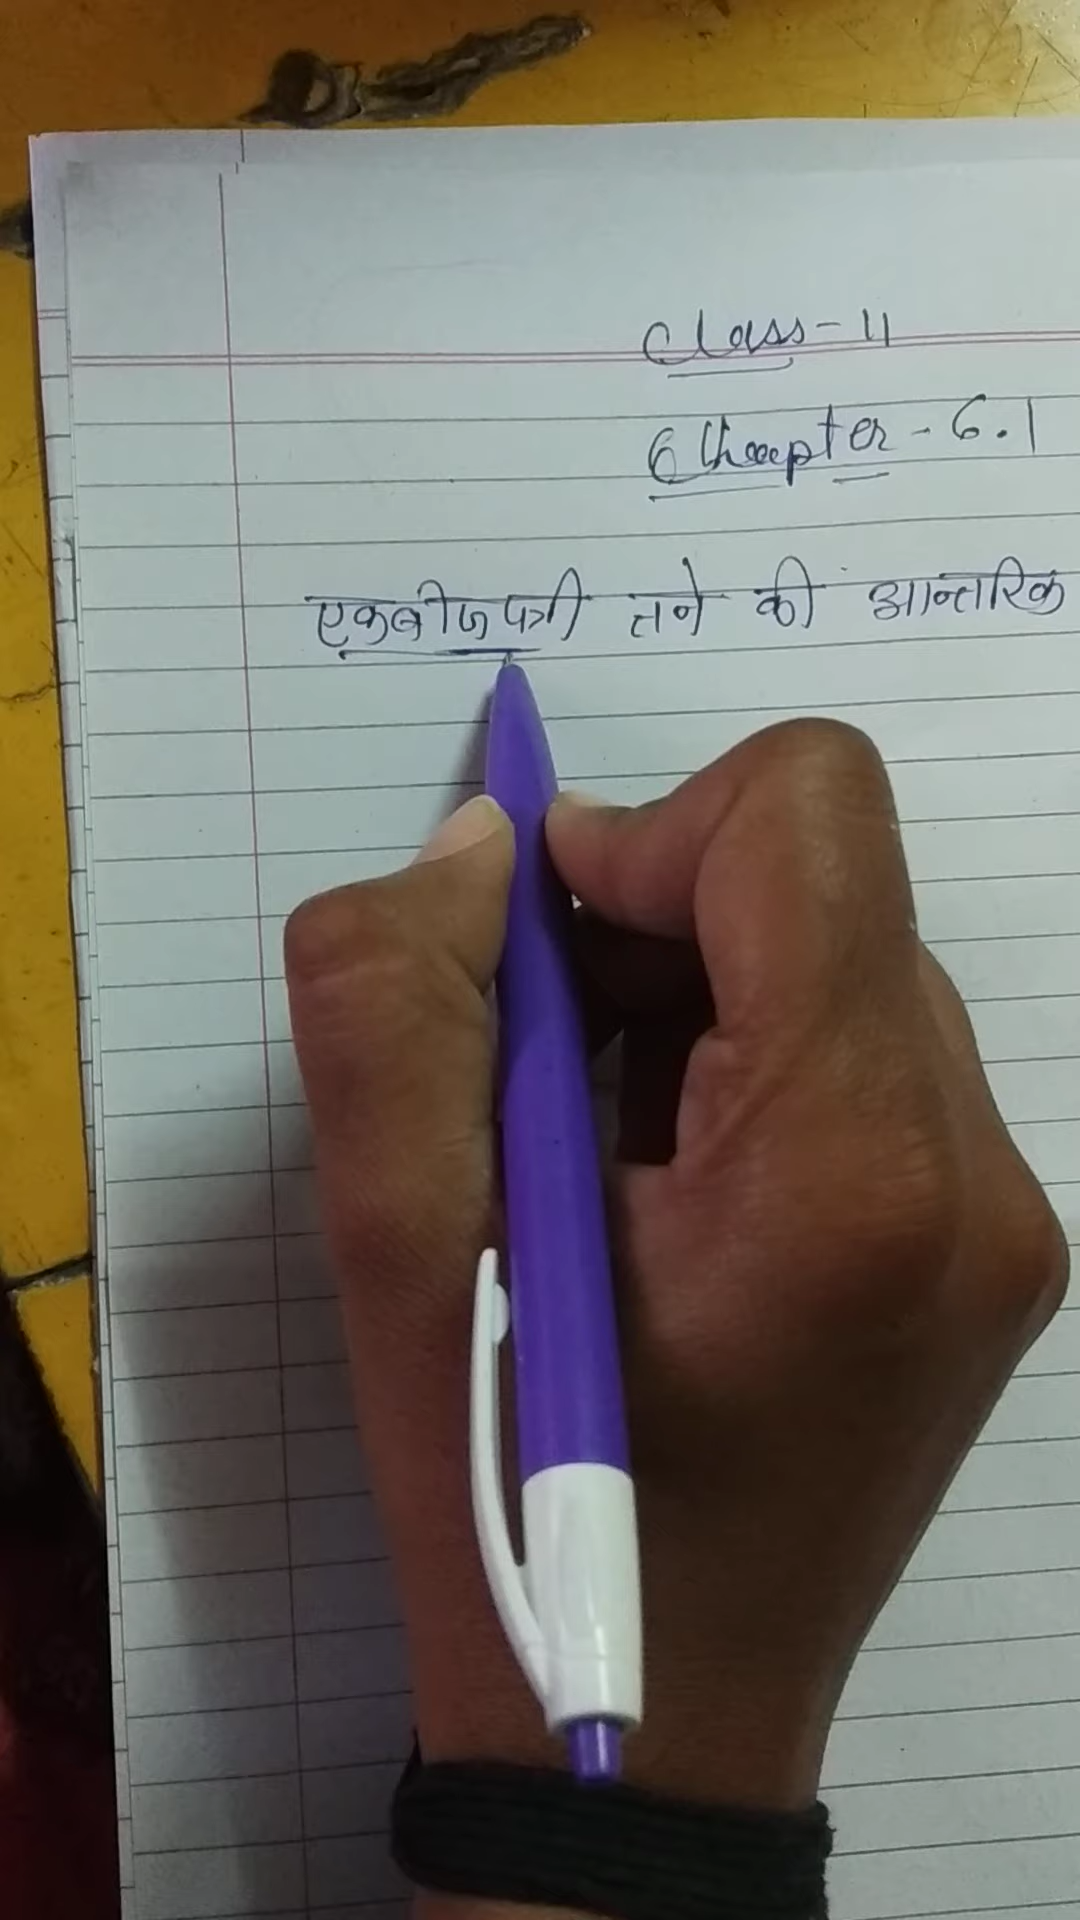 Class - 11
Chapter - 6.1
एकबीजपत्री तने की आन्तरिक